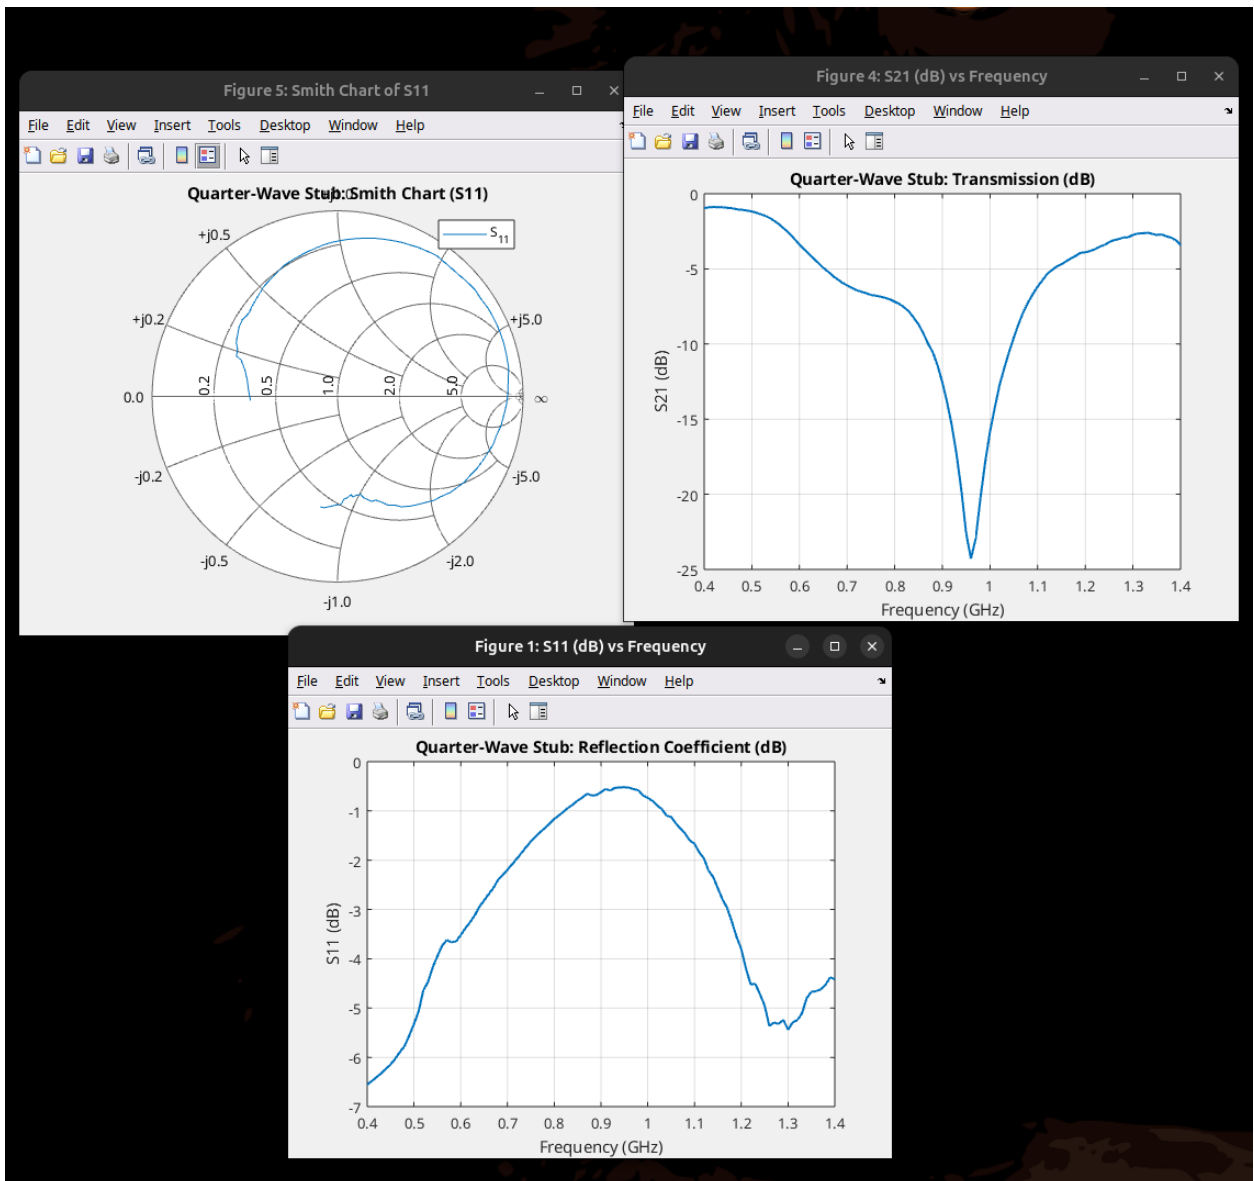 Figure 5: Smith Chart of S11
File Edit View Insert Tools Desktop Window Help
Quarter-Wave Stub: Smith Chart (S11)
S11
+j0.5
+j0.2
+j5.0
0.0
0.2
0.5
1.0
2.0
5.0
∞
-j0.2
-j5.0
-j0.5
-j2.0
-j1.0
Figure 4: S21 (dB) vs Frequency
File Edit View Insert Tools Desktop Window Help
Quarter-Wave Stub: Transmission (dB)
0
-5
-10
-15
-20
-25
S21 (dB)
0.4 0.5 0.6 0.7 0.8 0.9 1 1.1 1.2 1.3 1.4
Frequency (GHz)
Figure 1: S11 (dB) vs Frequency
File Edit View Insert Tools Desktop Window Help
Quarter-Wave Stub: Reflection Coefficient (dB)
0
-1
-2
-3
-4
-5
-6
-7
S11 (dB)
0.4 0.5 0.6 0.7 0.8 0.9 1 1.1 1.2 1.3 1.4
Frequency (GHz)